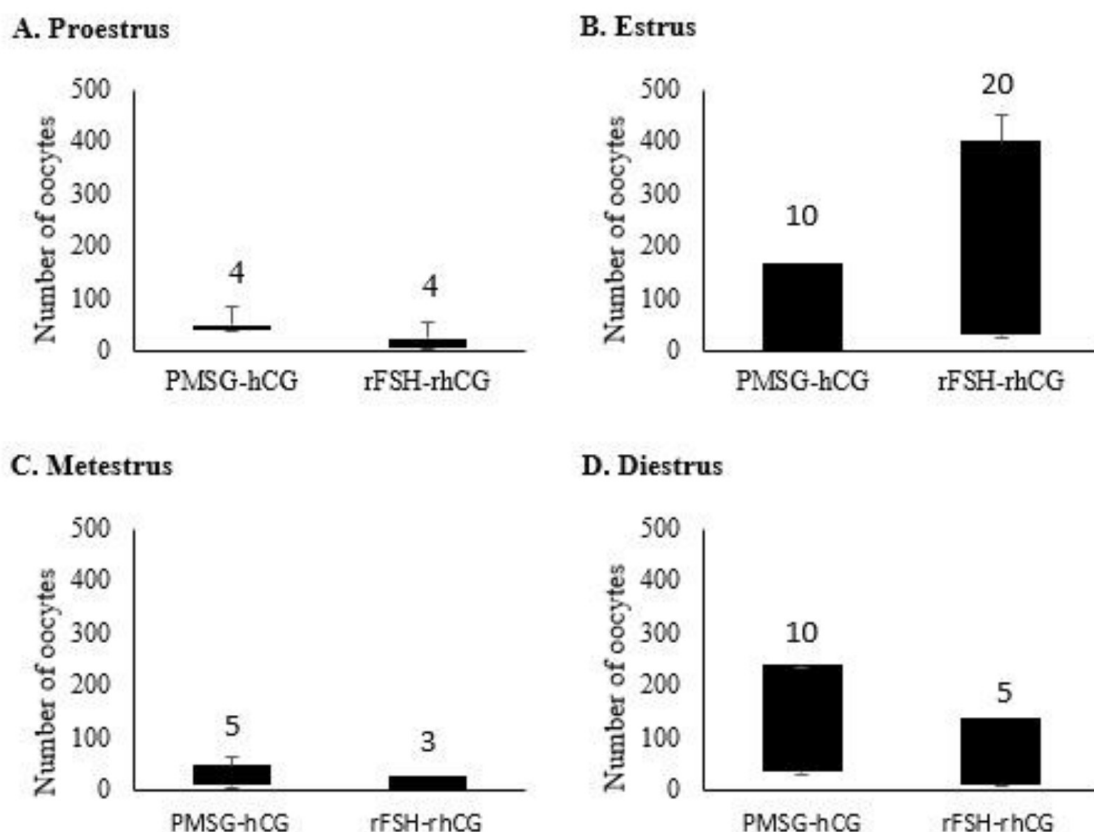 A. Proestrus
Number of oocytes
500
400
300
200
100
0
4
4
PMSG-hCG
rFSH-rhCG
B. Estrus
Number of oocytes
500
400
300
200
100
0
10
20
PMSG-hCG
rFSH-rhCG
C. Metestrus
Number of oocytes
500
400
300
200
100
0
5
3
PMSG-hCG
rFSH-rhCG
D. Diestrus
Number of oocytes
500
400
300
200
100
0
10
5
PMSG-hCG
rFSH-rhCG